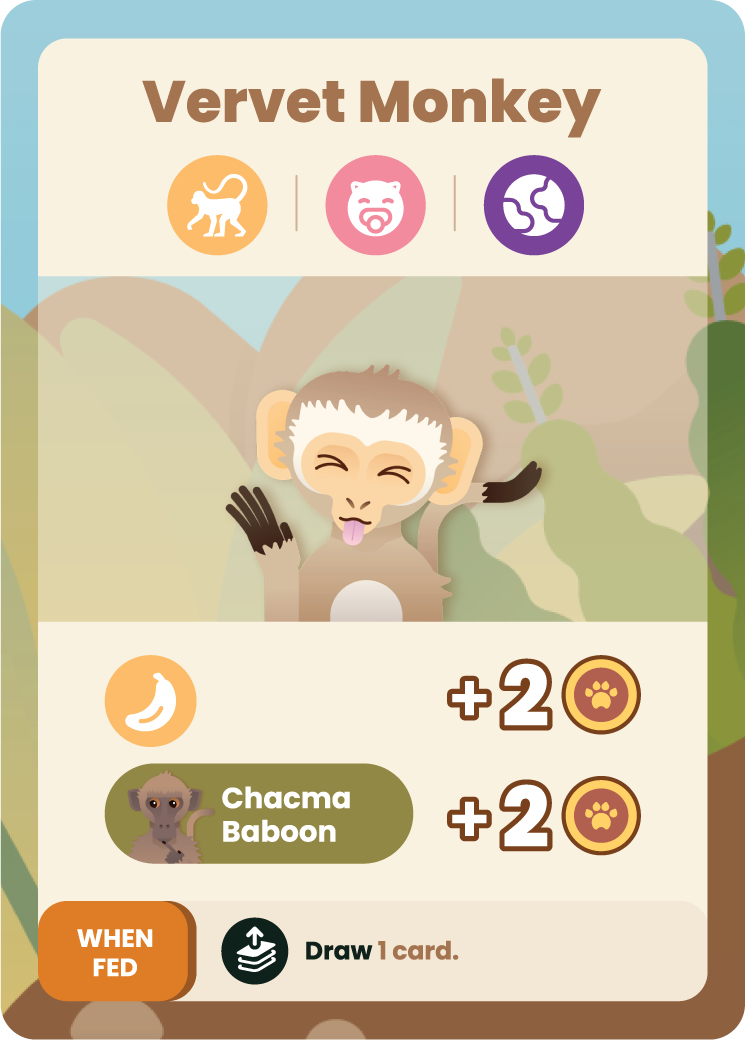 Vervet Monkey
+2
Chacma
Baboon
+2
WHEN
FED
Draw 1 card.